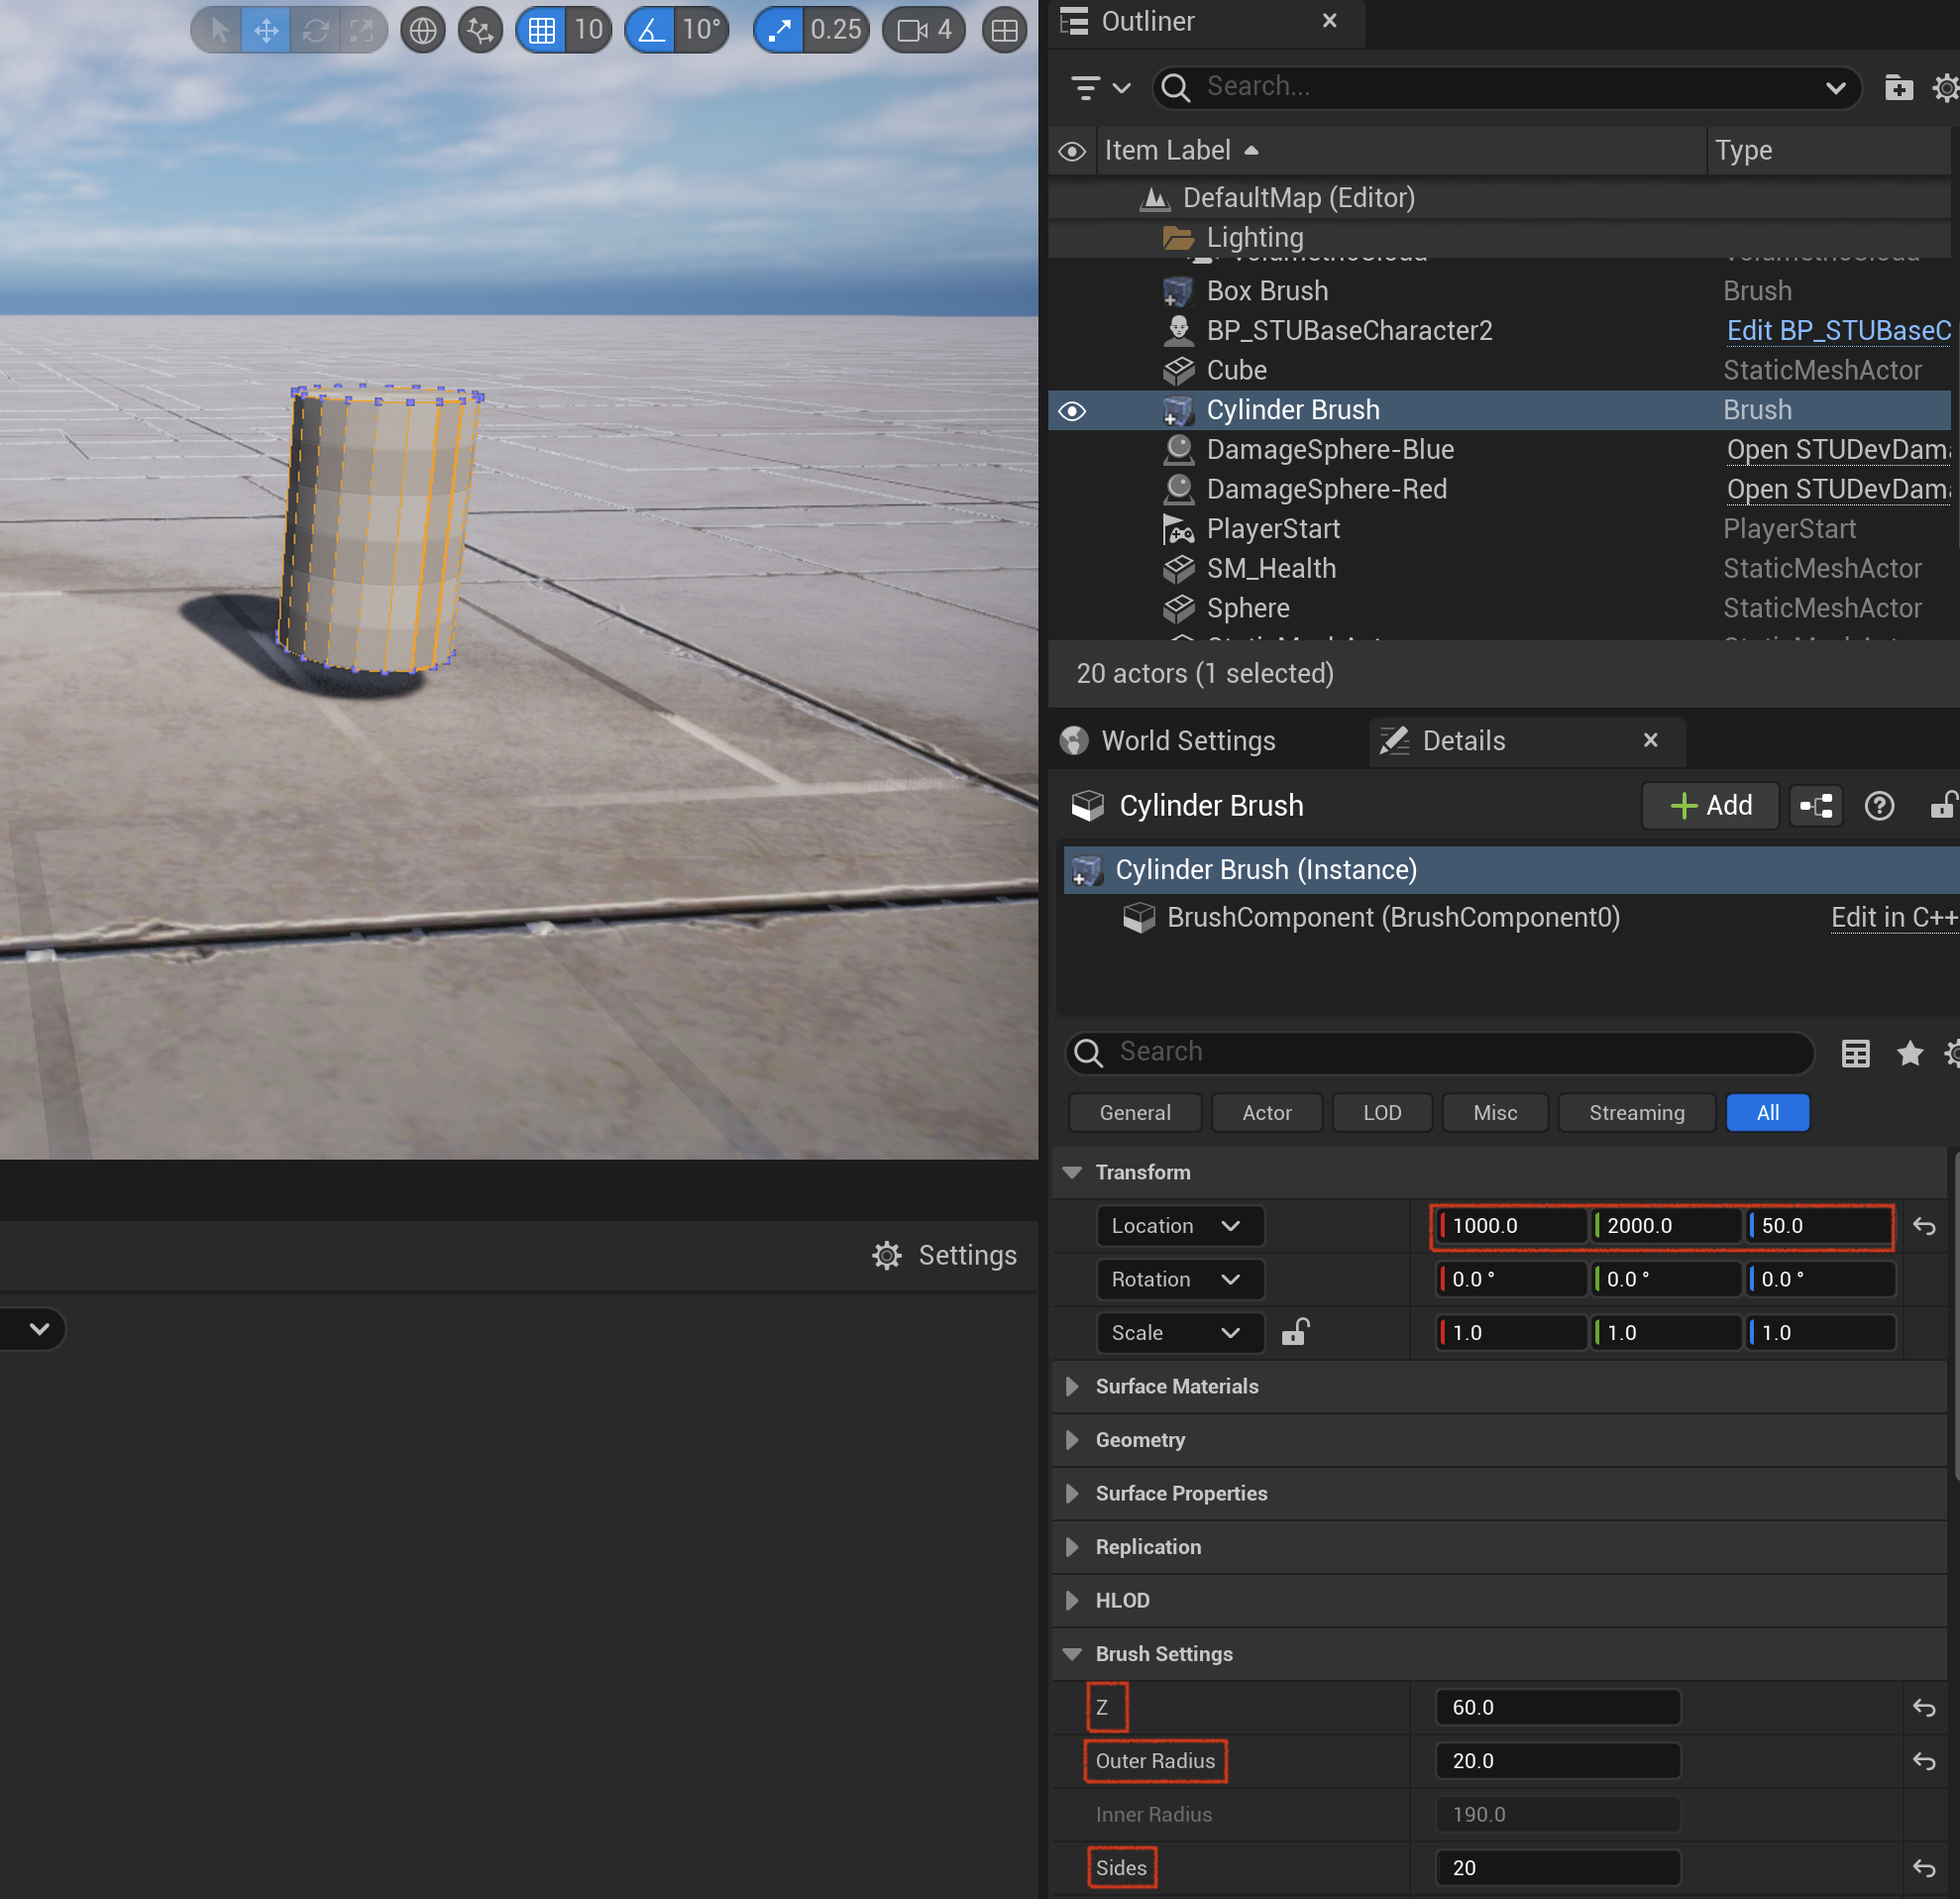 10
10°
0.25
4
Outliner
Search...
Item Label
Type
DefaultMap (Editor)
Lighting
Box Brush
Brush
BP_STUBaseCharacter2
Edit BP_STUBaseC
Cube
StaticMeshActor
Cylinder Brush
Brush
DamageSphere-Blue
Open STUDevDam
DamageSphere-Red
Open STUDevDam
PlayerStart
PlayerStart
SM_Health
StaticMeshActor
Sphere
StaticMeshActor
20 actors (1 selected)
World Settings
Details
Cylinder Brush
Add
Cylinder Brush (Instance)
BrushComponent (BrushComponent0)
Edit in C++
Search
General
Actor
LOD
Misc
Streaming
All
Transform
Location
1000.0
2000.0
50.0
Rotation
0.0 °
0.0 °
0.0 °
Scale
1.0
1.0
1.0
Surface Materials
Geometry
Surface Properties
Replication
HLOD
Brush Settings
Z
60.0
Outer Radius
20.0
Inner Radius
190.0
Sides
20
Settings